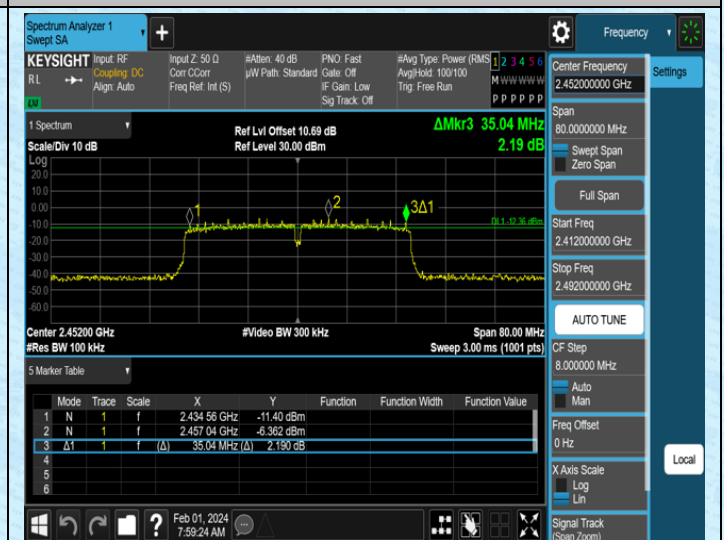 Spectrum Analyzer 1
Swept SA
+
Frequency
KEYSIGHT
RL
LXI
Input: RF
Coupling: DC
Align: Auto
Input Z: 50 Ω
Corr CCorr
Freq Ref: Int (S)
#Atten: 40 dB
µW Path: Standard
PNO: Fast
Gate: Off
IF Gain: Low
Sig Track: Off
#Avg Type: Power (RMS
Avg|Hold: 100/100
Trig: Free Run
1 2 3 4 5 6
M W W W W W
P P P P P P
Center Frequency
2.452000000 GHz
Settings
Span
80.0000000 MHz
Swept Span
Zero Span
Full Span
Start Freq
2.412000000 GHz
Stop Freq
2.492000000 GHz
AUTO TUNE
CF Step
8.000000 MHz
Auto
Man
Freq Offset
0 Hz
X Axis Scale
Log
Lin
Signal Track
(Span Zoom)
Local
1 Spectrum
Scale/Div 10 dB
Ref Lvl Offset 10.69 dB
Ref Level 30.00 dBm
ΔMkr3 35.04 MHz
2.19 dB
Log
20.0
10.0
0.00
-10.0
-20.0
-30.0
-40.0
-50.0
-60.0
1
2
3Δ1
DL1 -12.36 dBm
Center 2.45200 GHz
#Video BW 300 kHz
Span 80.00 MHz
#Res BW 100 kHz
Sweep 3.00 ms (1001 pts)
5 Marker Table
Mode Trace Scale X Y Function Function Width Function Value
1 N 1 f 2.434 56 GHz -11.40 dBm
2 N 1 f 2.457 04 GHz -6.362 dBm
3 Δ1 1 f (Δ) 35.04 MHz (Δ) 2.190 dB
4
5
6
?
Feb 01, 2024
7:59:24 AM